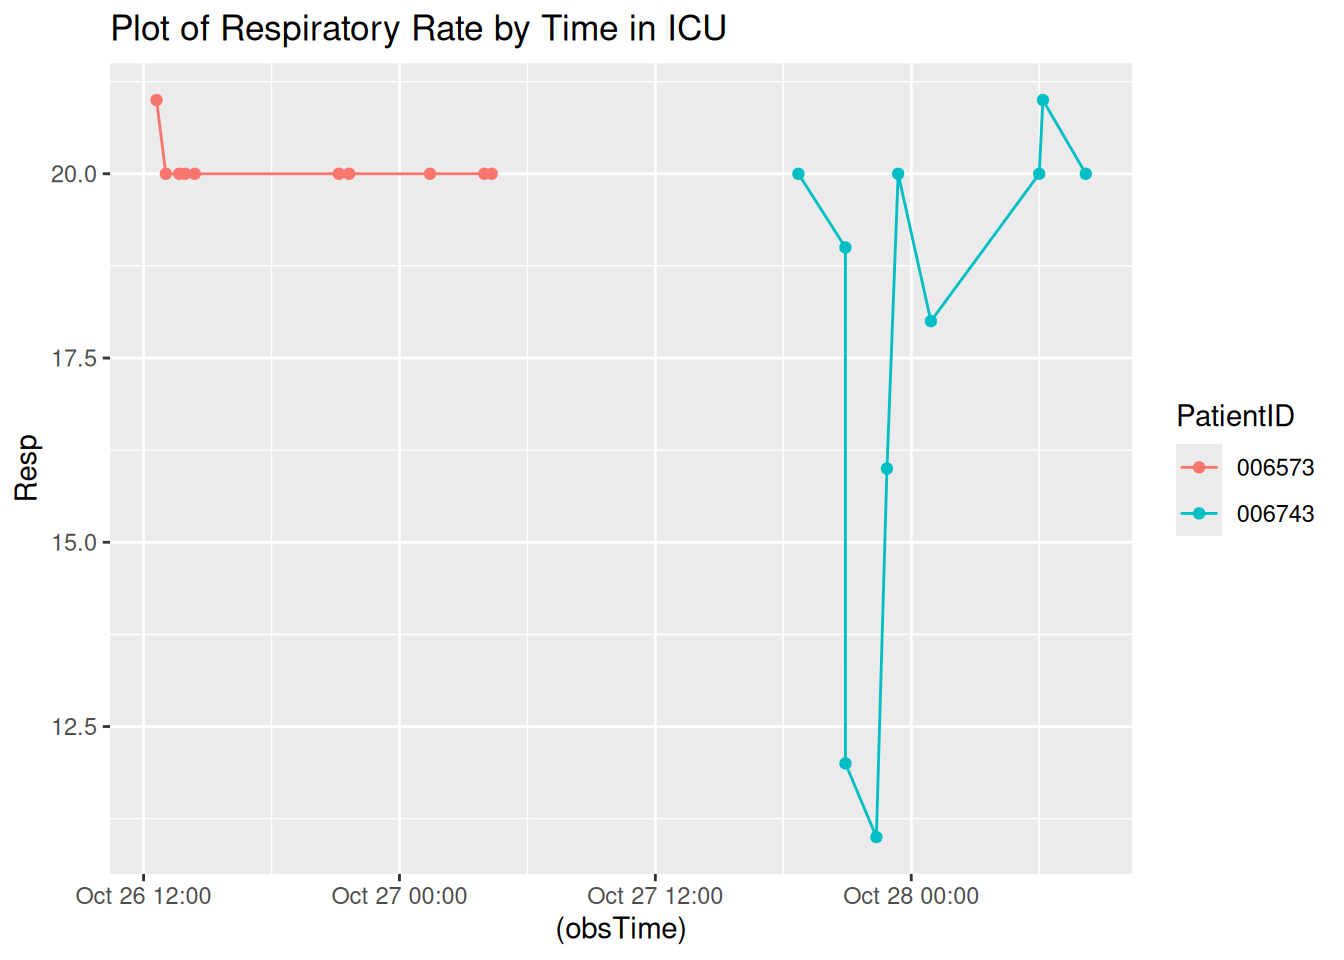 Plot of Respiratory Rate by Time in ICU
Resp
20.0
17.5
15.0
12.5
Oct 26 12:00
Oct 27 00:00
Oct 27 12:00
Oct 28 00:00
(obsTime)
PatientID
006573
006743